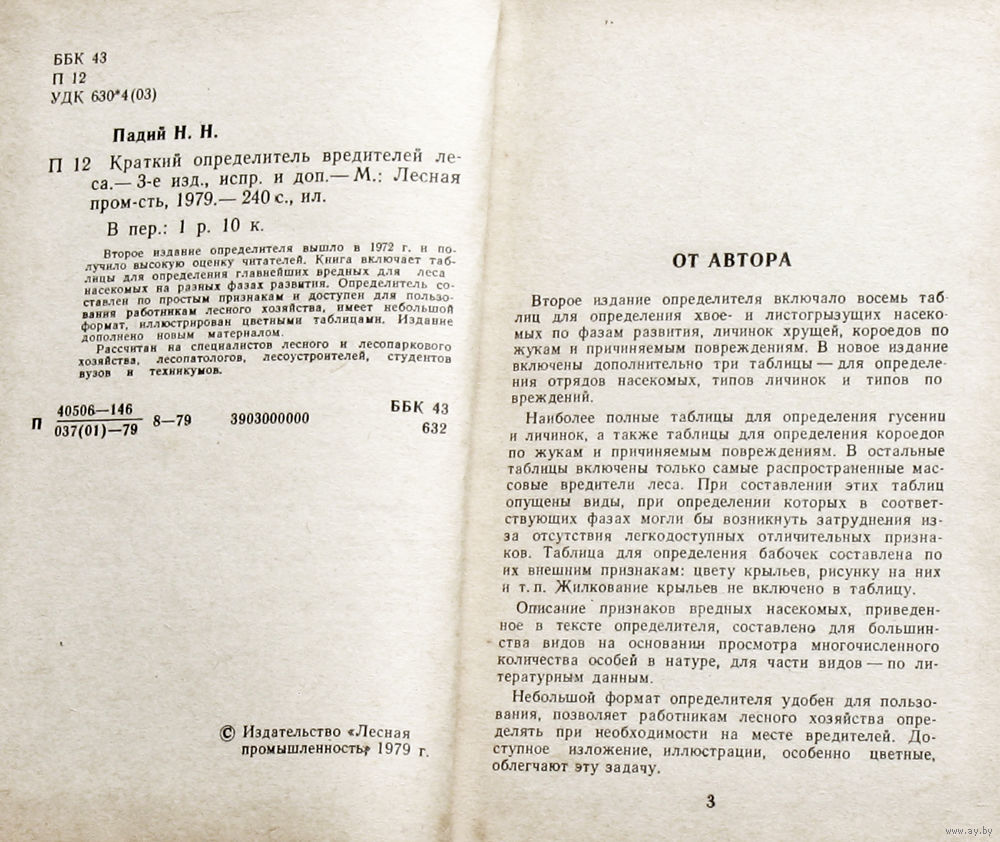 ББК 43
П 12
УДК 630*4(03)
Падий Н. Н.
П 12 Краткий определитель вредителей ле-
са.— 3-е изд., испр. и доп.— М.: Лесная
пром-сть, 1979.— 240 с., ил.
В пер.: 1 р. 10 к.
Второе издание определителя вышло в 1972 г. и по-
лучило высокую оценку читателей. Книга включает таб-
лицы для определения главнейших вредных для леса
насекомых на разных фазах развития. Определитель со-
ставлен по простым признакам и доступен для пользо-
вания работникам лесного хозяйства, имеет небольшой
формат, иллюстрирован цветными таблицами. Издание
дополнено новым материалом.
Рассчитан на специалистов лесного и лесопаркового
хозяйства, лесопатологов, лесоустроителей, студентов
вузов и техникумов.
П 40506—146
037(01)—79 8—79 3903000000 ББК 43
632
© Издательство «Лесная
промышленность» 1979 г.
ОТ АВТОРА
Второе издание определителя включало восемь таб-
лиц для определения хвое- и листогрызущих насеко-
мых по фазам развития, личинок хрущей, короедов по
жукам и причиняемым повреждениям. В новое издание
включены дополнительно три таблицы — для определе-
ния отрядов насекомых, типов личинок и типов по
вреждений.
Наиболее полные таблицы для определения гусениц
и личинок, а также таблицы для определения короедов
по жукам и причиняемым повреждениям. В остальные
таблицы включены только самые распространенные мас-
совые вредители леса. При составлении этих таблиц
опущены виды, при определении которых в соответ-
ствующих фазах могли бы возникнуть затруднения из-
за отсутствия легкодоступных отличительных призна-
ков. Таблица для определения бабочек составлена по
их внешним признакам: цвету крыльев, рисунку на них
и т. п. Жилкование крыльев не включено в таблицу.
Описание признаков вредных насекомых, приведен-
ное в тексте определителя, составлено для большин-
ства видов на основании просмотра многочисленного
количества особей в натуре, для части видов — по ли-
тературным данным.
Небольшой формат определителя удобен для пользо-
вания, позволяет работникам лесного хозяйства опре-
делять при необходимости на месте вредителей. До-
ступное изложение, иллюстрации, особенно цветные,
облегчают эту задачу.
3
www.ay.by